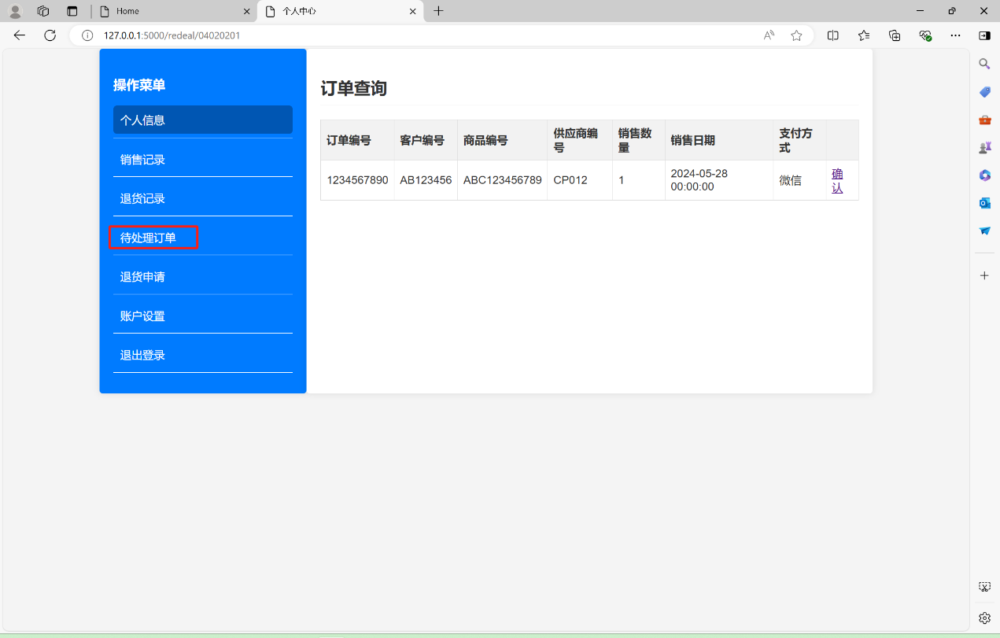 Home
个人中心
127.0.0.1:5000/redeal/04020201
操作菜单
个人信息
销售记录
退货记录
待处理订单
退货申请
账户设置
退出登录
订单查询
订单编号 客户编号 商品编号 供应商编号 销售数量 销售日期 支付方式
1234567890 AB123456 ABC123456789 CP012 1 2024-05-28 00:00:00 微信 确认